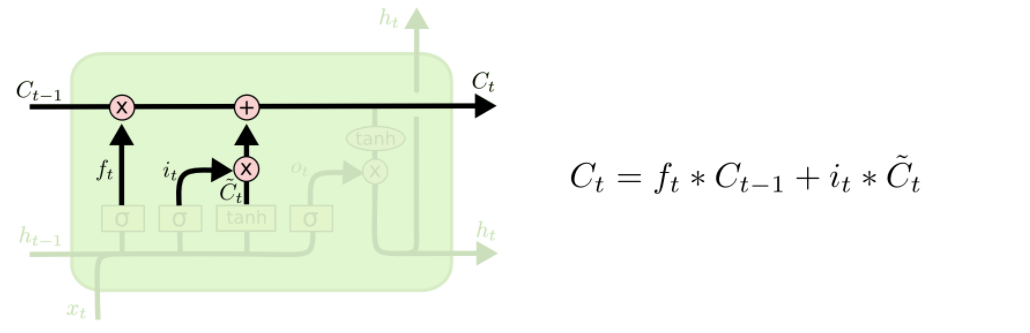 h_t
C_{t-1} x + C_t
tanh
f_t i_t x o_t x
C̃_t
σ σ tanh σ
h_{t-1} h_t
x_t
C_t = f_t * C_{t-1} + i_t * C̃_t